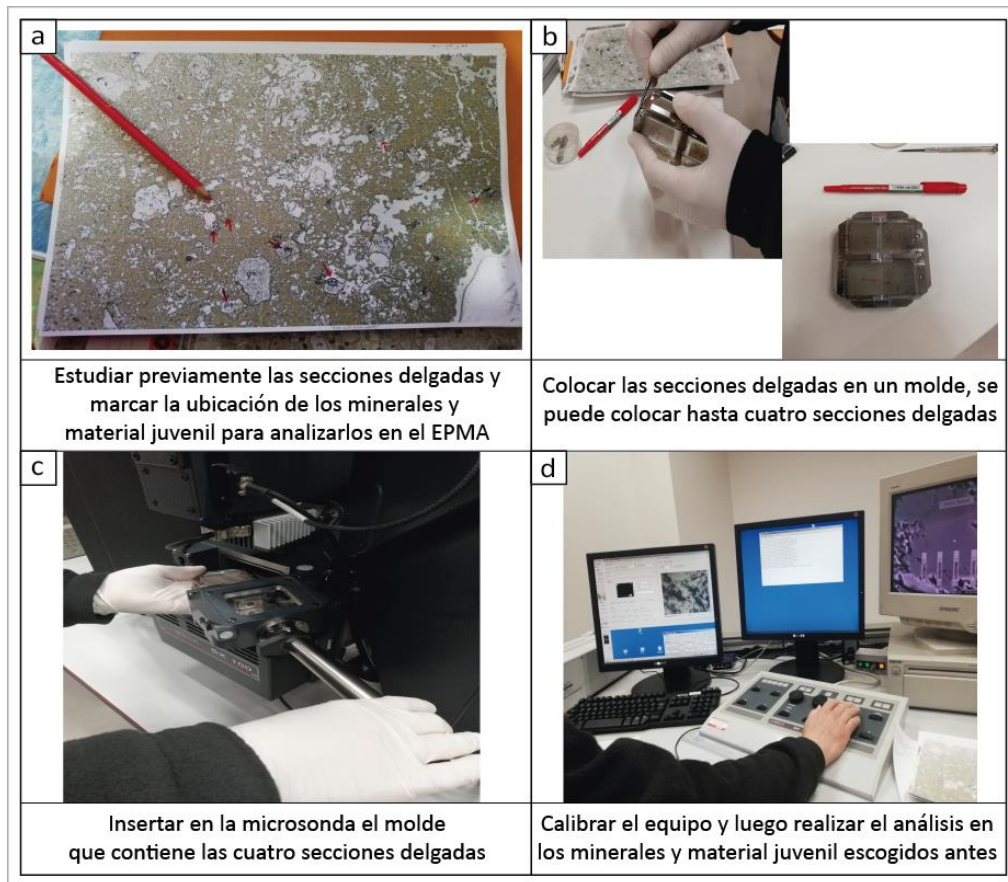 a
Estudiar previamente las secciones delgadas y
marcar la ubicación de los minerales y
material juvenil para analizarlos en el EPMA
b
Colocar las secciones delgadas en un molde, se
puede colocar hasta cuatro secciones delgadas
c
SX 100
Insertar en la microsonda el molde
que contiene las cuatro secciones delgadas
d
Calibrar el equipo y luego realizar el análisis en
los minerales y material juvenil escogidos antes